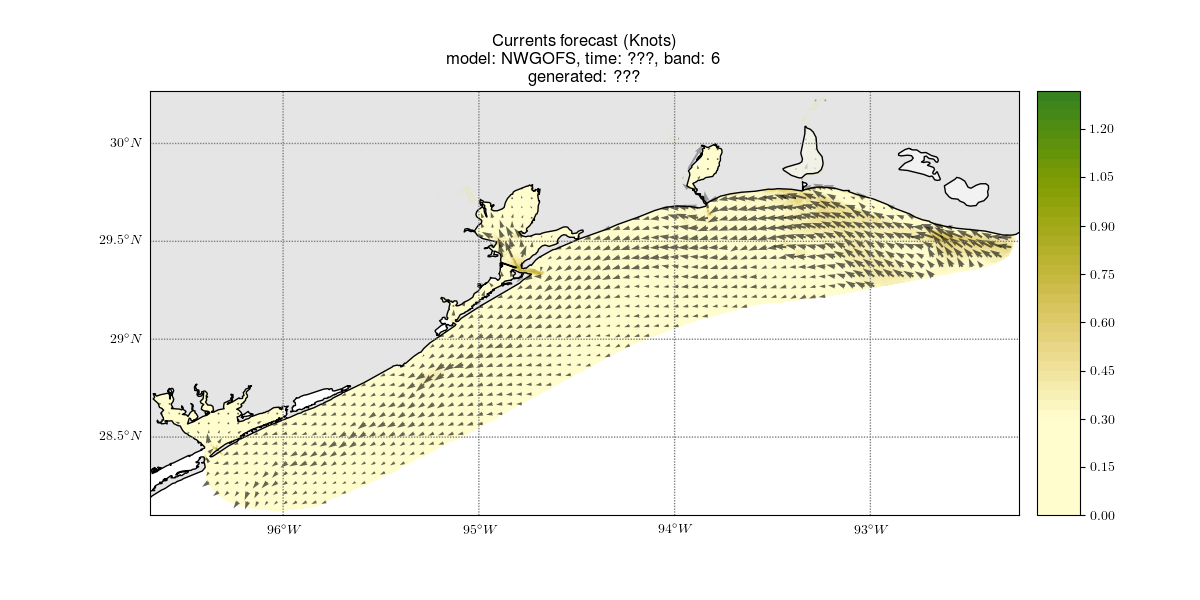 Currents forecast (Knots)
model: NWGOFS, time: ???, band: 6
generated: ???
30°N
29.5°N
29°N
28.5°N
96°W
95°W
94°W
93°W
1.20
1.05
0.90
0.75
0.60
0.45
0.30
0.15
0.00